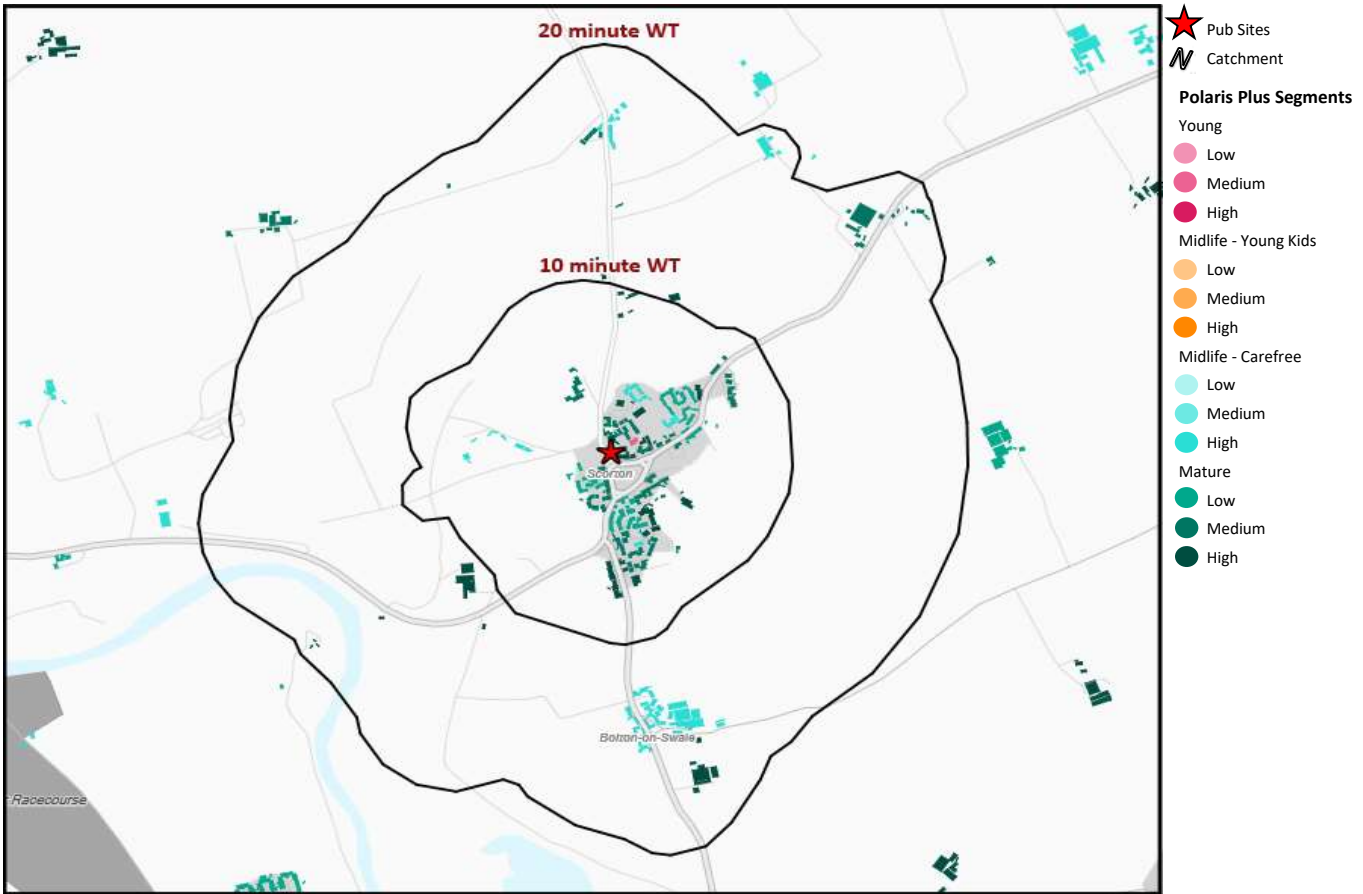 20 minute WT
10 minute WT
Scorton
Bolton-on-Swale
Racecourse
Pub Sites
Catchment
Polaris Plus Segments
Young
Low
Medium
High
Midlife - Young Kids
Low
Medium
High
Midlife - Carefree
Low
Medium
High
Mature
Low
Medium
High